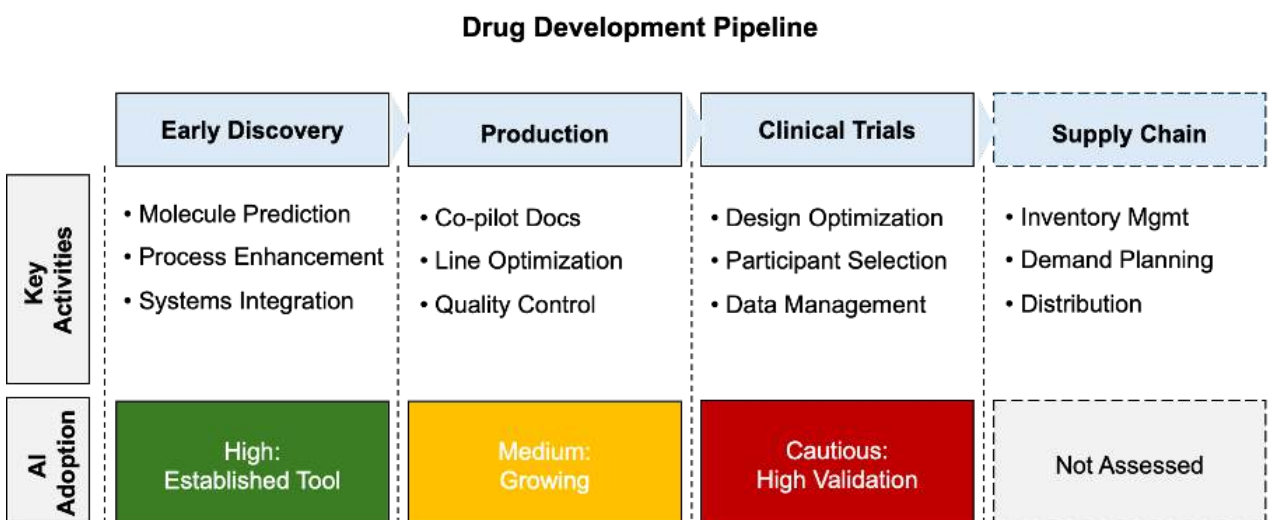 Drug Development Pipeline
Early Discovery
Production
Clinical Trials
Supply Chain
Key
Activities
• Molecule Prediction
• Process Enhancement
• Systems Integration
• Co-pilot Docs
• Line Optimization
• Quality Control
• Design Optimization
• Participant Selection
• Data Management
• Inventory Mgmt
• Demand Planning
• Distribution
AI
Adoption
High:
Established Tool
Medium:
Growing
Cautious:
High Validation
Not Assessed